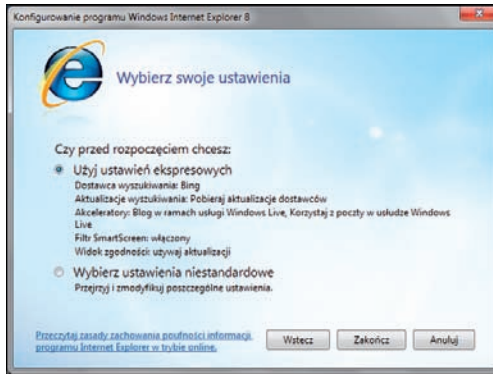 Konfigurowanie programu Windows Internet Explorer 8
Wybierz swoje ustawienia
Czy przed rozpoczęciem chcesz:
Użyj ustawień ekspresowych
Dostawca wyszukiwania: Bing
Aktualizacje wyszukiwania: Pobieraj aktualizacje dostawców
Akceleratory: Blog w ramach usługi Windows Live, Korzystaj z poczty w usłudze Windows
Live
Filtr SmartScreen: włączony
Widok zgodności: używaj aktualizacji
Wybierz ustawienia niestandardowe
Przejrzyj i zmodyfikuj poszczególne ustawienia.
Przeczytaj zasady zachowania poufności informacji
programu Internet Explorer w trybie online.
Wstecz
Zakończ
Anuluj